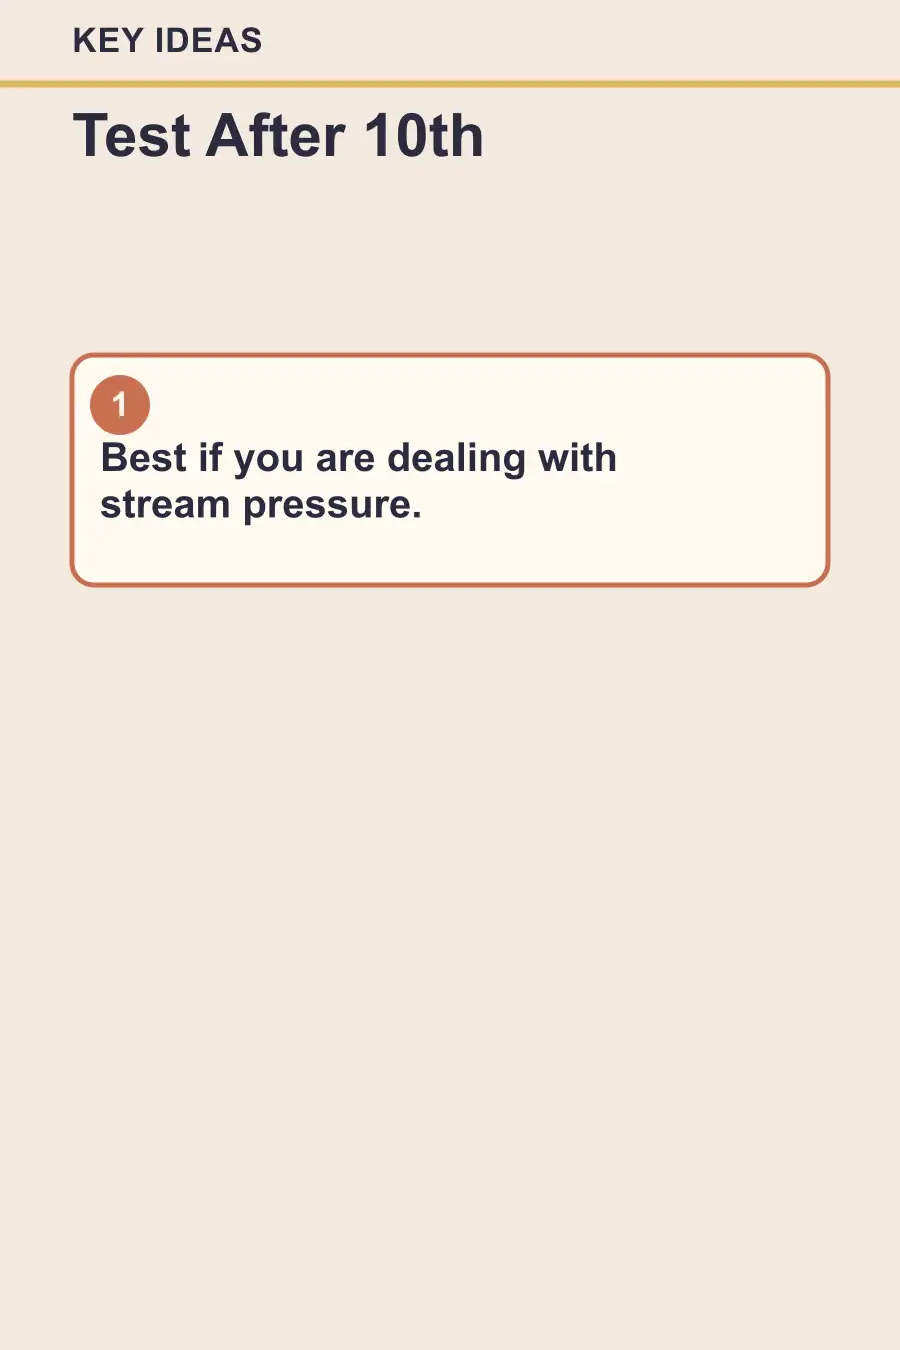 KEY IDEAS
Test After 10th
1
Best if you are dealing with
stream pressure.